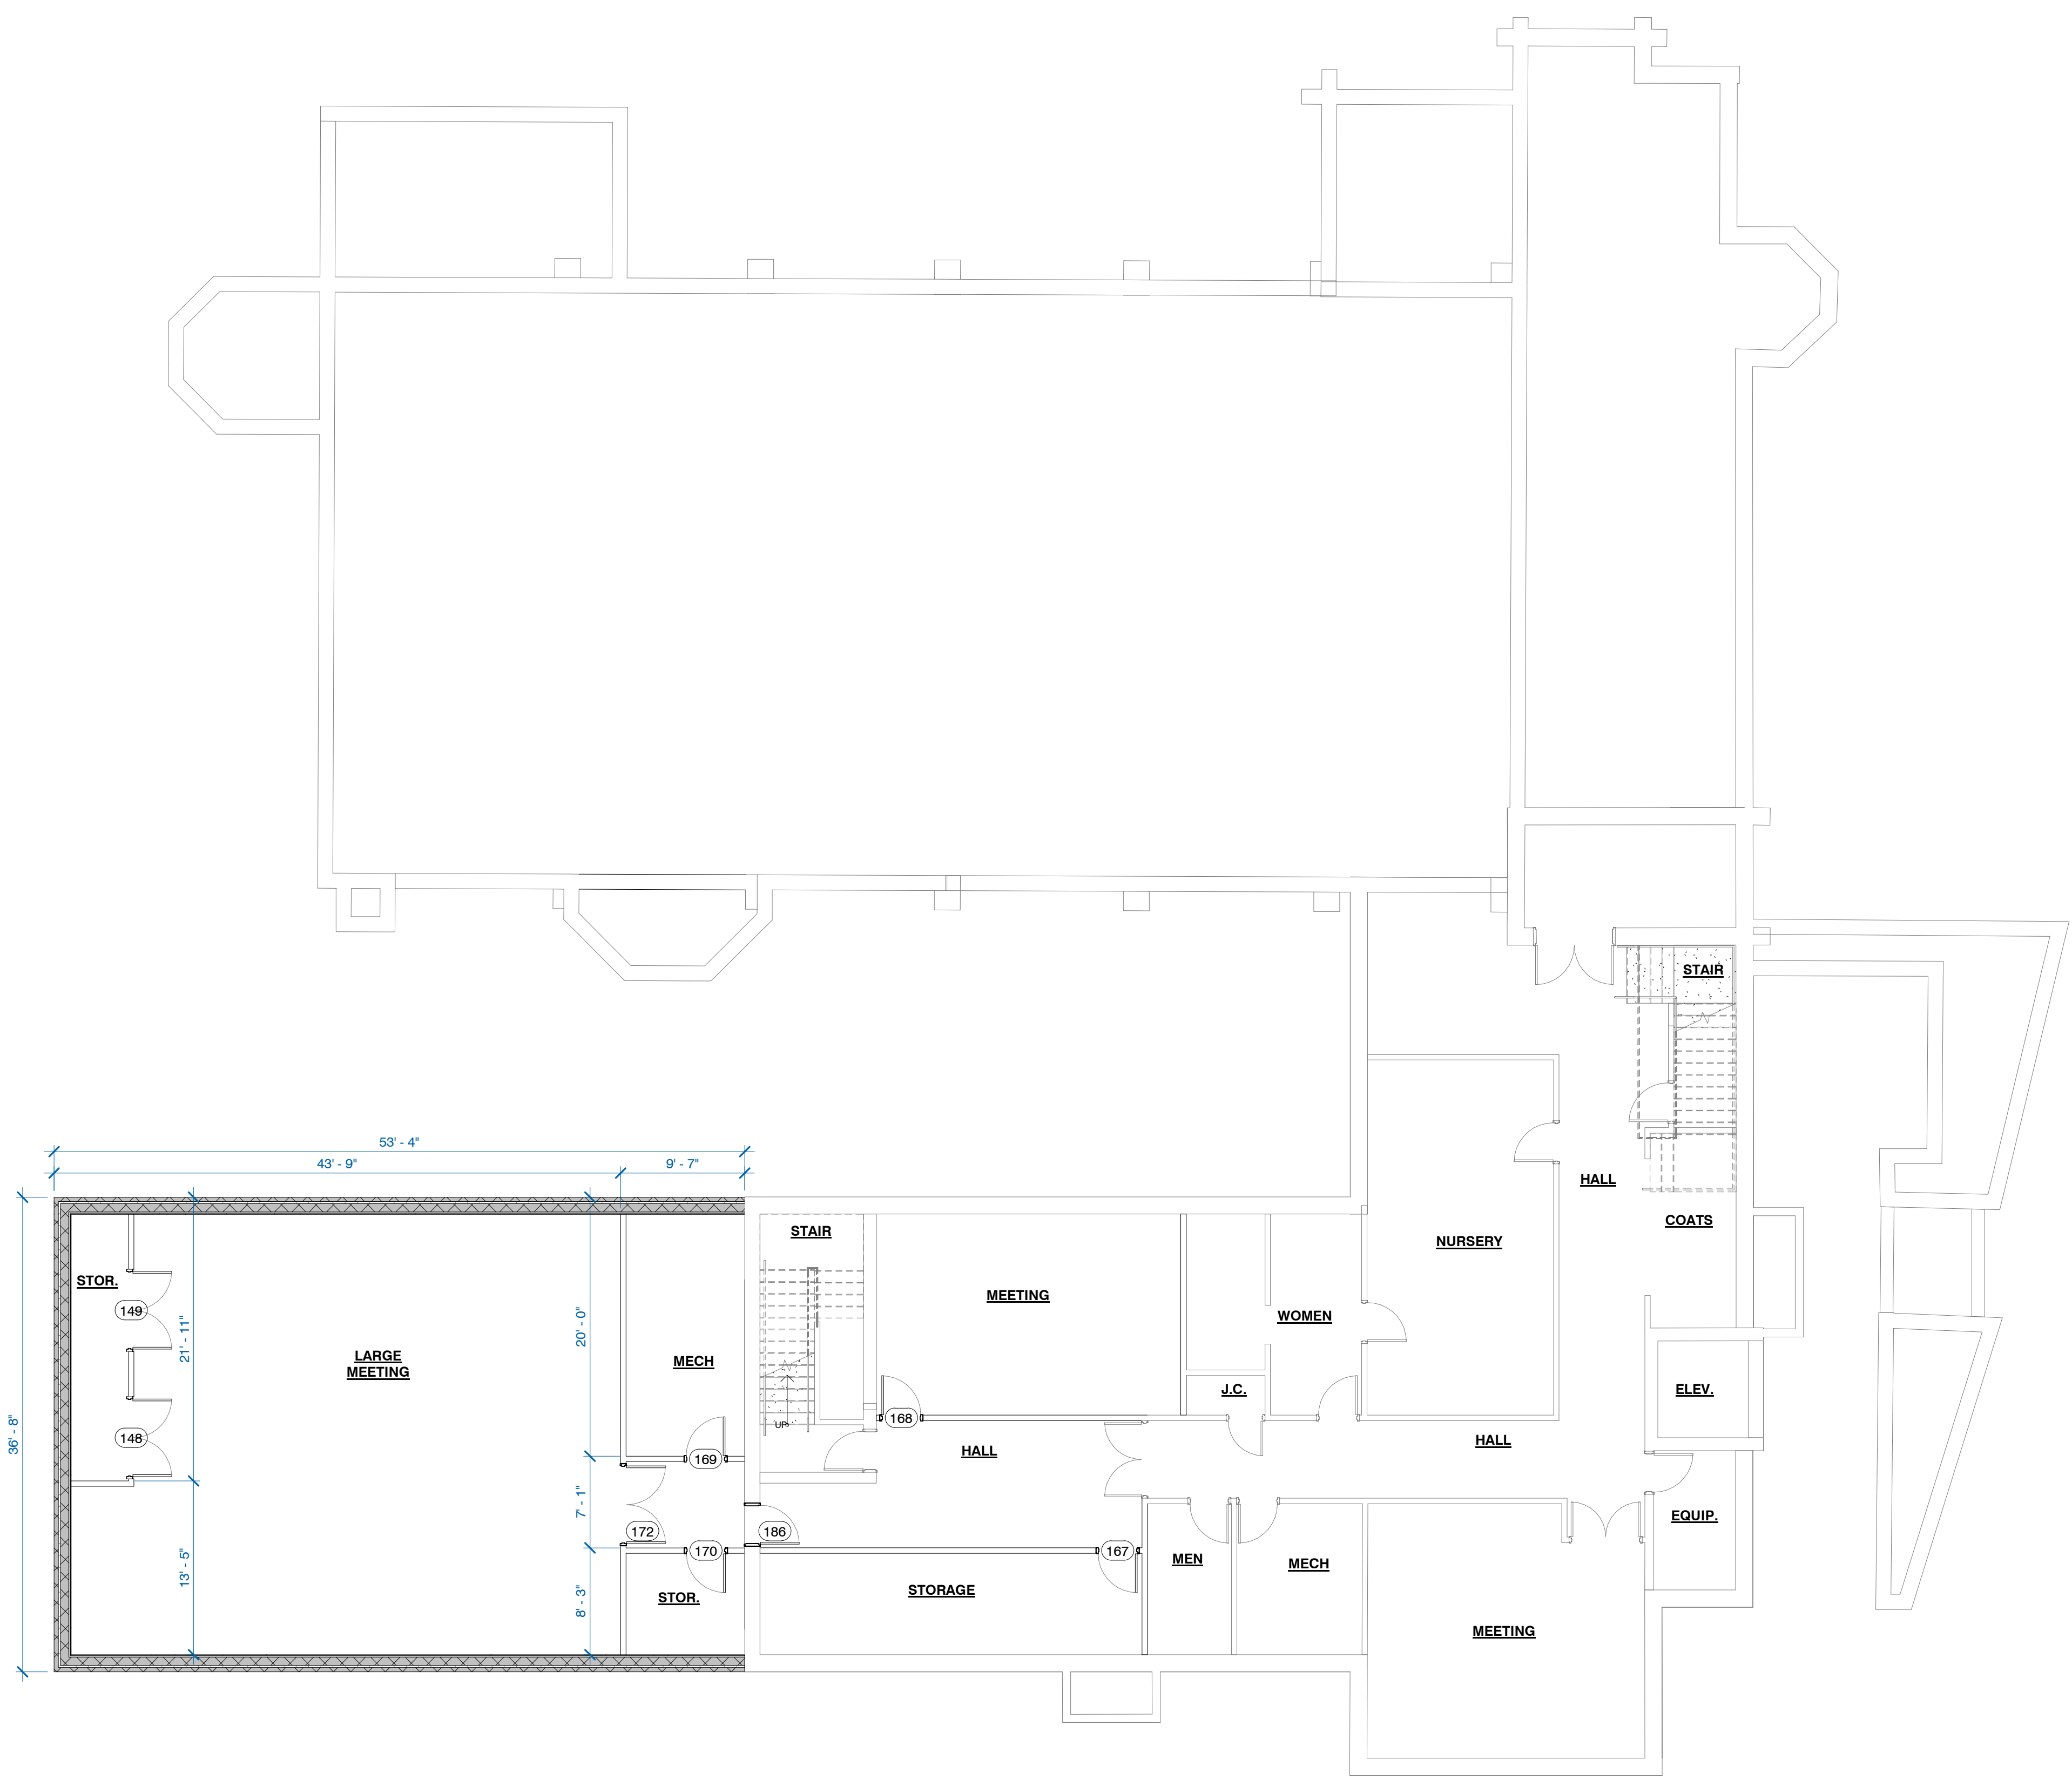 STAIR
53' - 4"
43' - 9"
9' - 7"
HALL
COATS
STAIR
NURSERY
STOR.
MEETING
149
WOMEN
20' - 0"
21' - 11"
LARGE
MEETING
MECH
J.C.
ELEV.
168
UP
36' - 8"
148
HALL
HALL
169
7' - 1"
EQUIP.
172
186
170
167
MEN
MECH
13' - 5"
STORAGE
STOR.
8' - 3"
MEETING